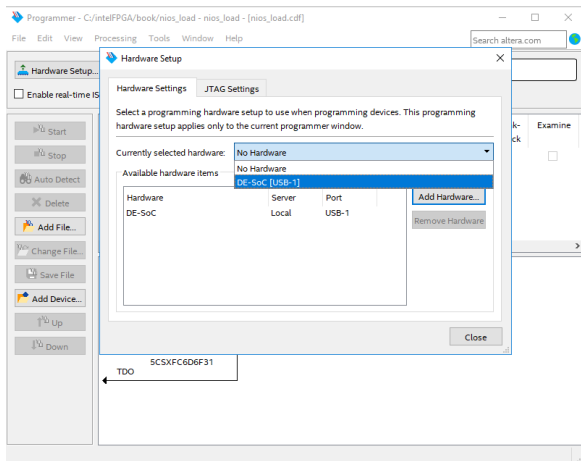 Programmer - C:/intelFPGA/book/nios_load - nios_load - [nios_load.cdf]
File Edit View Processing Tools Window Help
Search altera.com
Hardware Setup...
Enable real-time IS
Start
Stop
Auto Detect
Delete
Add File...
Change File...
Save File
Add Device...
Up
Down
Hardware Setup
Hardware Settings JTAG Settings
Select a programming hardware setup to use when programming devices. This programming
hardware setup applies only to the current programmer window.
Currently selected hardware: No Hardware
No Hardware
DE-SoC [USB-1]
Available hardware items
Hardware Server Port
DE-SoC Local USB-1
Add Hardware...
Remove Hardware
Close
k- Examine
ck
5CSXFC6D6F31
TDO